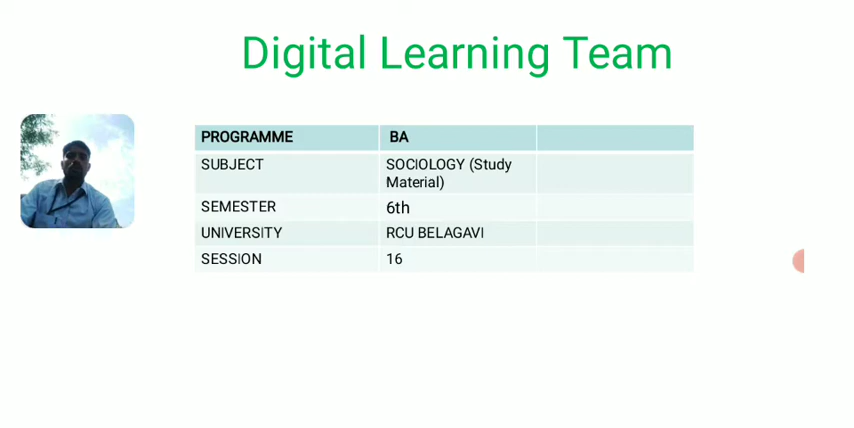 Digital Learning Team
PROGRAMME BA
SUBJECT SOCIOLOGY (Study
Material)
SEMESTER 6th
UNIVERSITY RCU BELAGAVI
SESSION 16